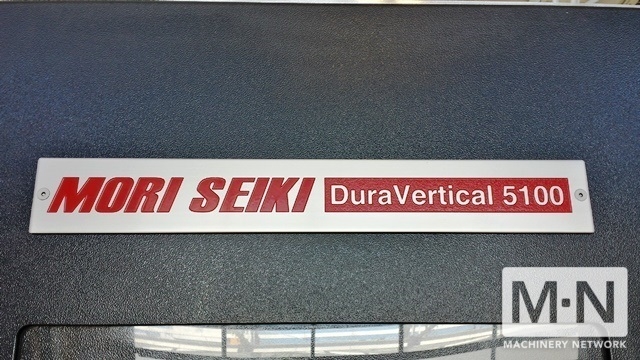 MORI SEIKI DuraVertical 5100
M·N
MACHINERY NETWORK